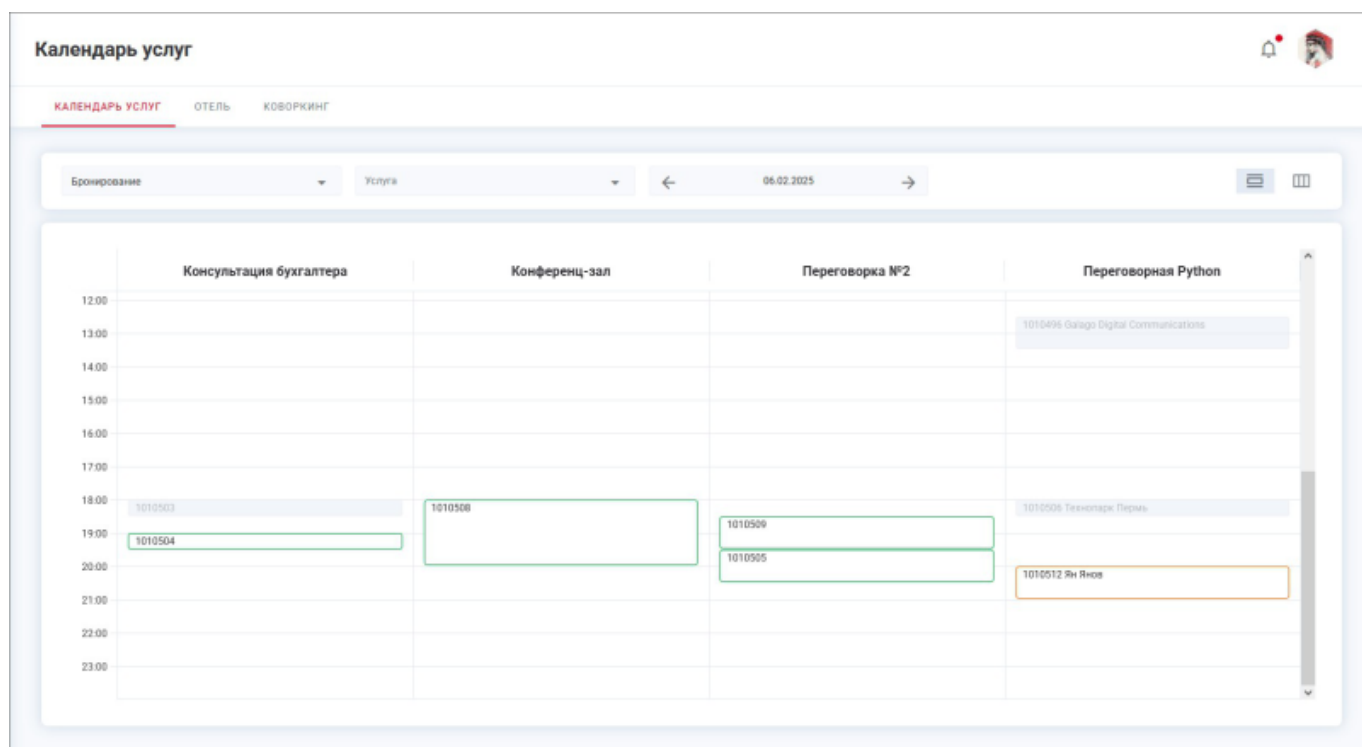 Календарь услуг
КАЛЕНДАРЬ УСЛУГ ОТЕЛЬ КОВОРКИНГ
Бронирование Услуга 06.02.2025
Консультация бухгалтера Конференц-зал Переговорка №2 Переговорная Python
12:00
1010496 Galago Digital Communications
13:00
14:00
15:00
16:00
17:00
18:00 1010503 1010508 1010506 Технопарк Пермь
1010509
19:00 1010504
1010505
20:00 1010512 Ян Янов
21:00
22:00
23:00